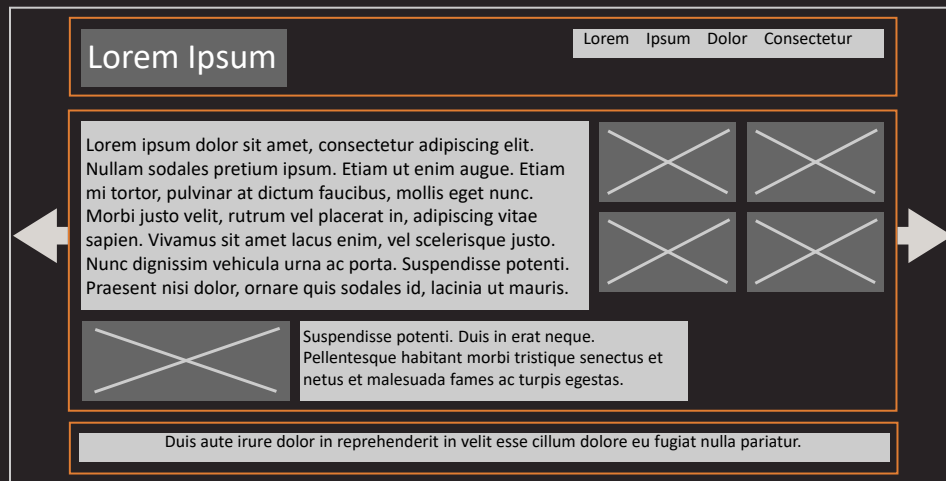 Lorem Ipsum
Lorem Ipsum Dolor Consectetur
Lorem ipsum dolor sit amet, consectetur adipiscing elit.
Nullam sodales pretium ipsum. Etiam ut enim augue. Etiam
mi tortor, pulvinar at dictum faucibus, mollis eget nunc.
Morbi justo velit, rutrum vel placerat in, adipiscing vitae
sapien. Vivamus sit amet lacus enim, vel scelerisque justo.
Nunc dignissim vehicula urna ac porta. Suspendisse potenti.
Praesent nisi dolor, ornare quis sodales id, lacinia ut mauris.
Suspendisse potenti. Duis in erat neque.
Pellentesque habitant morbi tristique senectus et
netus et malesuada fames ac turpis egestas.
Duis aute irure dolor in reprehenderit in velit esse cillum dolore eu fugiat nulla pariatur.